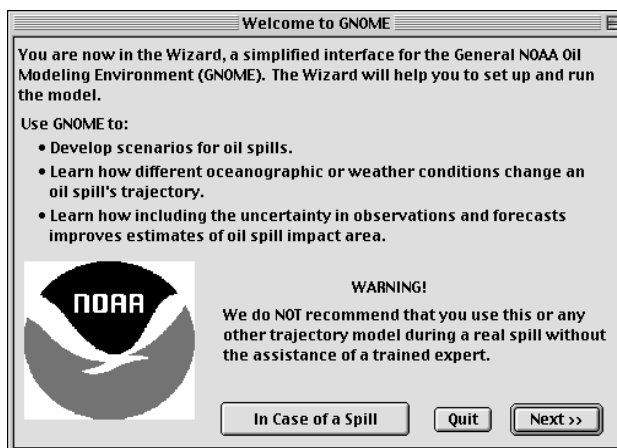 Welcome to GNOME
You are now in the Wizard, a simplified interface for the General NOAA Oil
Modeling Environment (GNOME). The Wizard will help you to set up and run
the model.
Use GNOME to:
• Develop scenarios for oil spills.
• Learn how different oceanographic or weather conditions change an
oil spill's trajectory.
• Learn how including the uncertainty in observations and forecasts
improves estimates of oil spill impact area.
NOAA
WARNING!
We do NOT recommend that you use this or any
other trajectory model during a real spill without
the assistance of a trained expert.
In Case of a Spill
Quit
Next >>